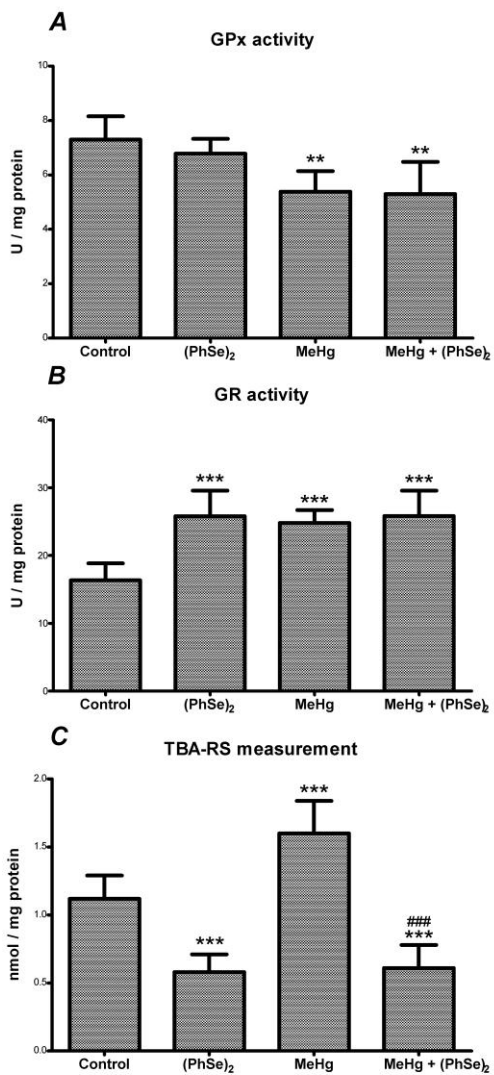 A
GPx activity
10
8
6
4
2
0
U / mg protein
**
**
Control (PhSe)2 MeHg MeHg + (PhSe)2
B
GR activity
40
30
20
10
0
U / mg protein
***
***
***
Control (PhSe)2 MeHg MeHg + (PhSe)2
C
TBA-RS measurement
2.0
1.5
1.0
0.5
0.0
nmol / mg protein
***
***
###
***
Control (PhSe)2 MeHg MeHg + (PhSe)2